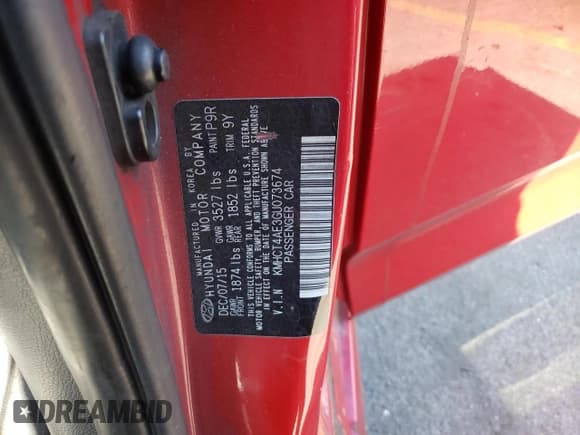 MANUFACTURED IN KOREA BY
HYUNDAI MOTOR COMPANY
DEC/07/15 GVWR 3527 lbs PAINT P9R
GAWR FRONT 1874 lbs GAWR REAR 1852 lbs TRIM 9Y
THIS VEHICLE CONFORMS TO ALL APPLICABLE U.S.A. FEDERAL
MOTOR VEHICLE SAFETY, BUMPER, AND THEFT PREVENTION STANDARDS
IN EFFECT ON THE DATE OF MANUFACTURE SHOWN ABOVE.
V.I.N KMHCT4AE3GU073674
PASSENGER CAR
DREAMBID